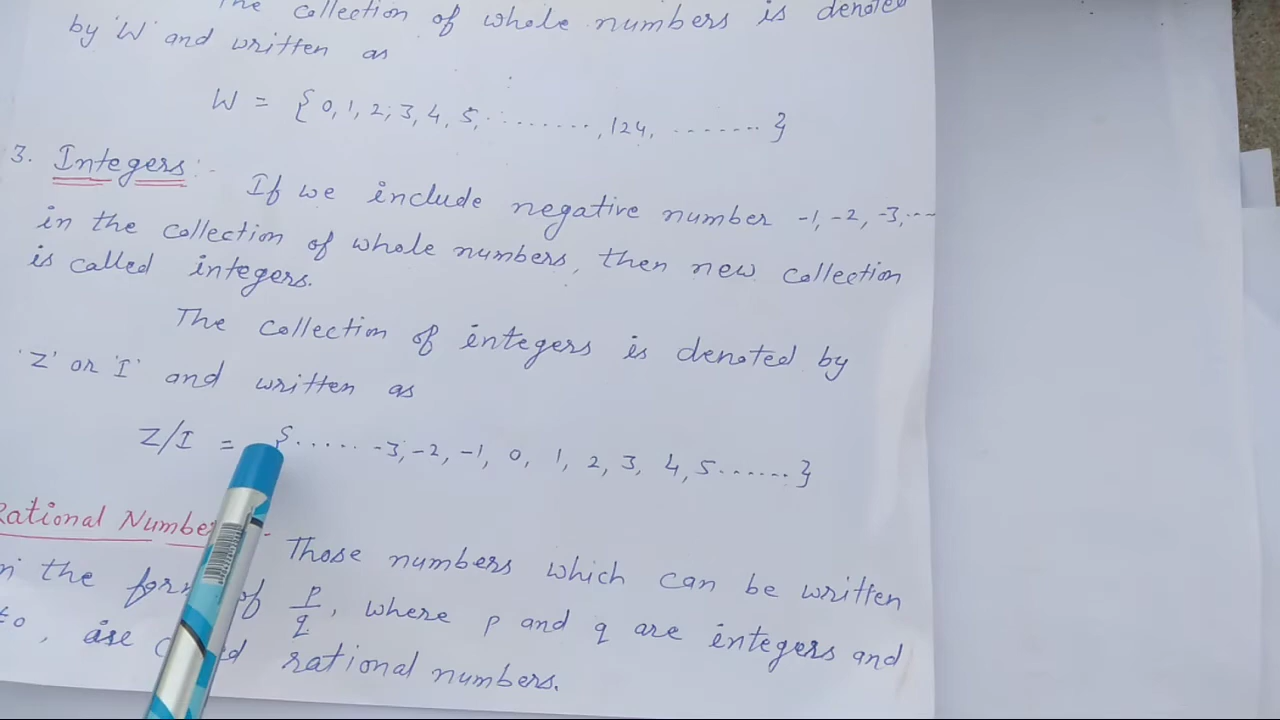 The collection of whole numbers is denoted
by 'W' and written as
W = { 0, 1, 2, 3, 4, 5, ........., 124, ........ }
3. Integers :- If we include negative number -1, -2, -3, ...
in the collection of whole numbers, then new collection
is called integers.
The collection of integers is denoted by
'Z' or 'I' and written as
Z/I = { ...... -3, -2, -1, 0, 1, 2, 3, 4, 5 ...... }
Rational Number - Those numbers which can be written
in the form of p/q, where p and q are integers and
are rational numbers.